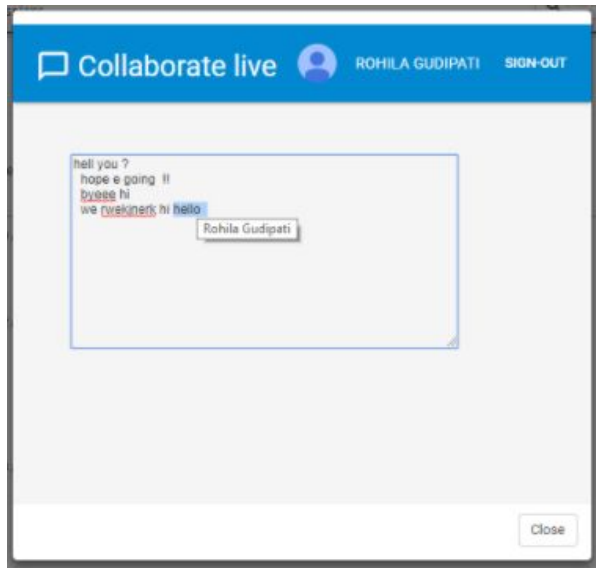 Collaborate live ROHILA GUDIPATI SIGN-OUT
hell you ?
hope e going !!
byeee hi
we rwekjnerk hi hello
Rohila Gudipati
Close